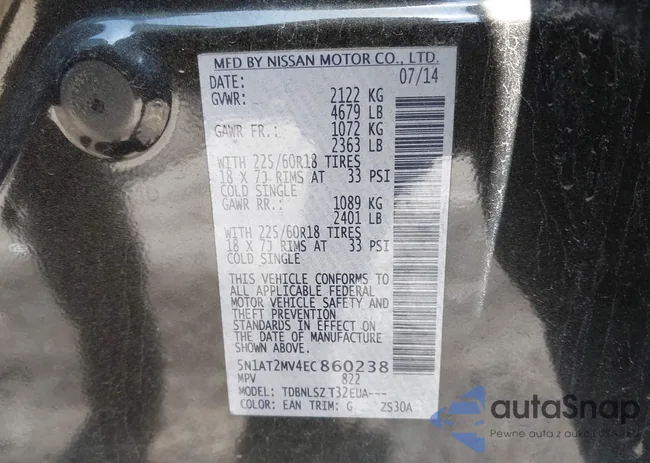 MFD BY NISSAN MOTOR CO., LTD.
DATE: 07/14
GVWR: 2122 KG
4679 LB
GAWR FR.: 1072 KG
2363 LB
WITH 225/60R18 TIRES
18 X 7J RIMS AT 33 PSI
COLD SINGLE
GAWR RR.: 1089 KG
2401 LB
WITH 225/60R18 TIRES
18 X 7J RIMS AT 33 PSI
COLD SINGLE
THIS VEHICLE CONFORMS TO
ALL APPLICABLE FEDERAL
MOTOR VEHICLE SAFETY AND
THEFT PREVENTION
STANDARDS IN EFFECT ON
THE DATE OF MANUFACTURE
SHOWN ABOVE.
5N1AT2MV4EC860238
MPV 822
MODEL: TDBNLSZ T32EUA---
COLOR: EAN TRIM: G 2S30A
autoSnap
Pewne auto z aukcji